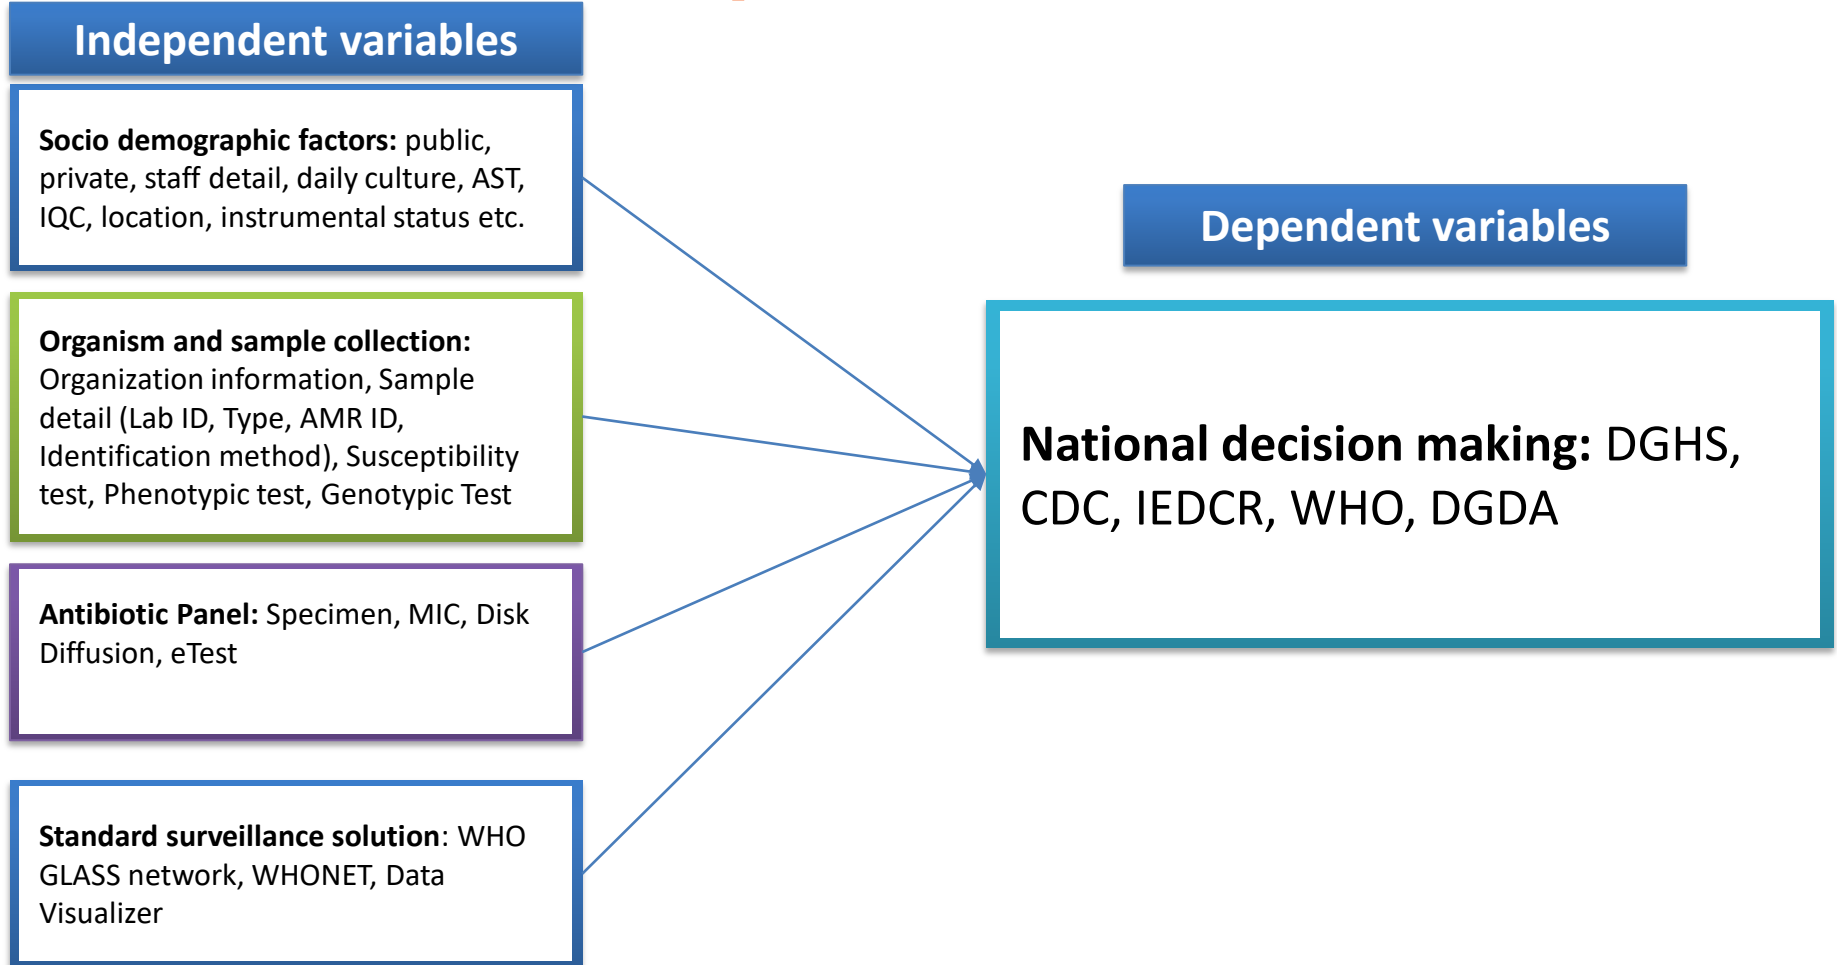 Independent variables
Socio demographic factors: public,
private, staff detail, daily culture, AST,
IQC, location, instrumental status etc.
Organism and sample collection:
Organization information, Sample
detail (Lab ID, Type, AMR ID,
Identification method), Susceptibility
test, Phenotypic test, Genotypic Test
Antibiotic Panel: Specimen, MIC, Disk
Diffusion, eTest
Standard surveillance solution: WHO
GLASS network, WHONET, Data
Visualizer
Dependent variables
National decision making: DGHS,
CDC, IEDCR, WHO, DGDA